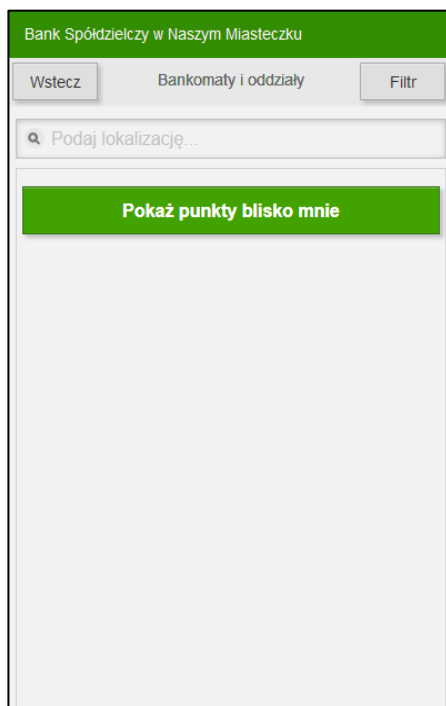 Bank Spółdzielczy w Naszym Miasteczku
Wstecz Bankomaty i oddziały Filtr
Podaj lokalizację...
Pokaż punkty blisko mnie